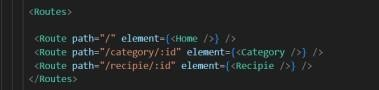 <Routes>
<Route path="/" element={<Home />} />
<Route path="/category/:id" element={<Category />} />
<Route path="/recipie/:id" element={<Recipie />} />
</Routes>